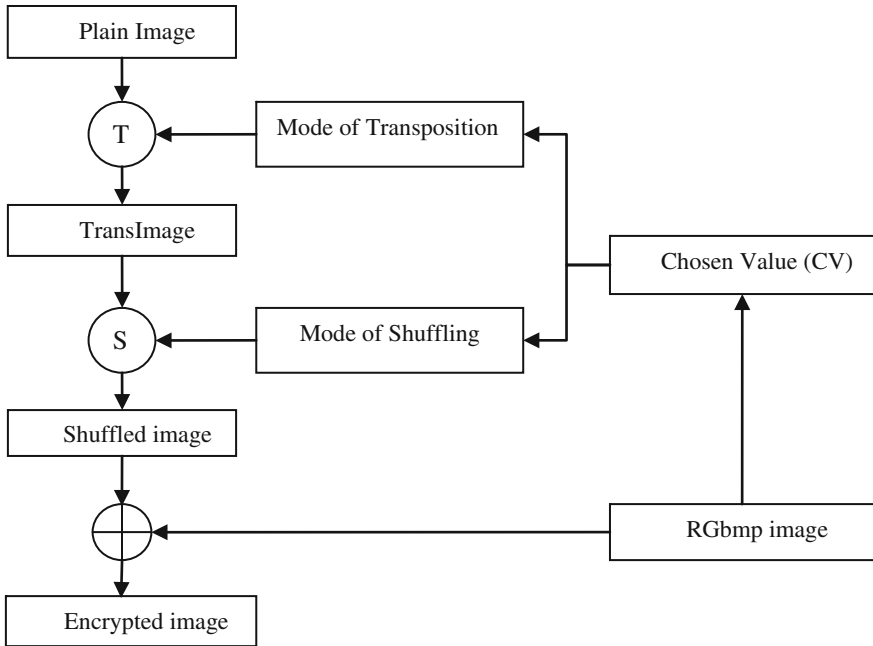 Plain Image
T
Mode of Transposition
TransImage
Chosen Value (CV)
S
Mode of Shuffling
Shuffled image
RGbmp image
Encrypted image